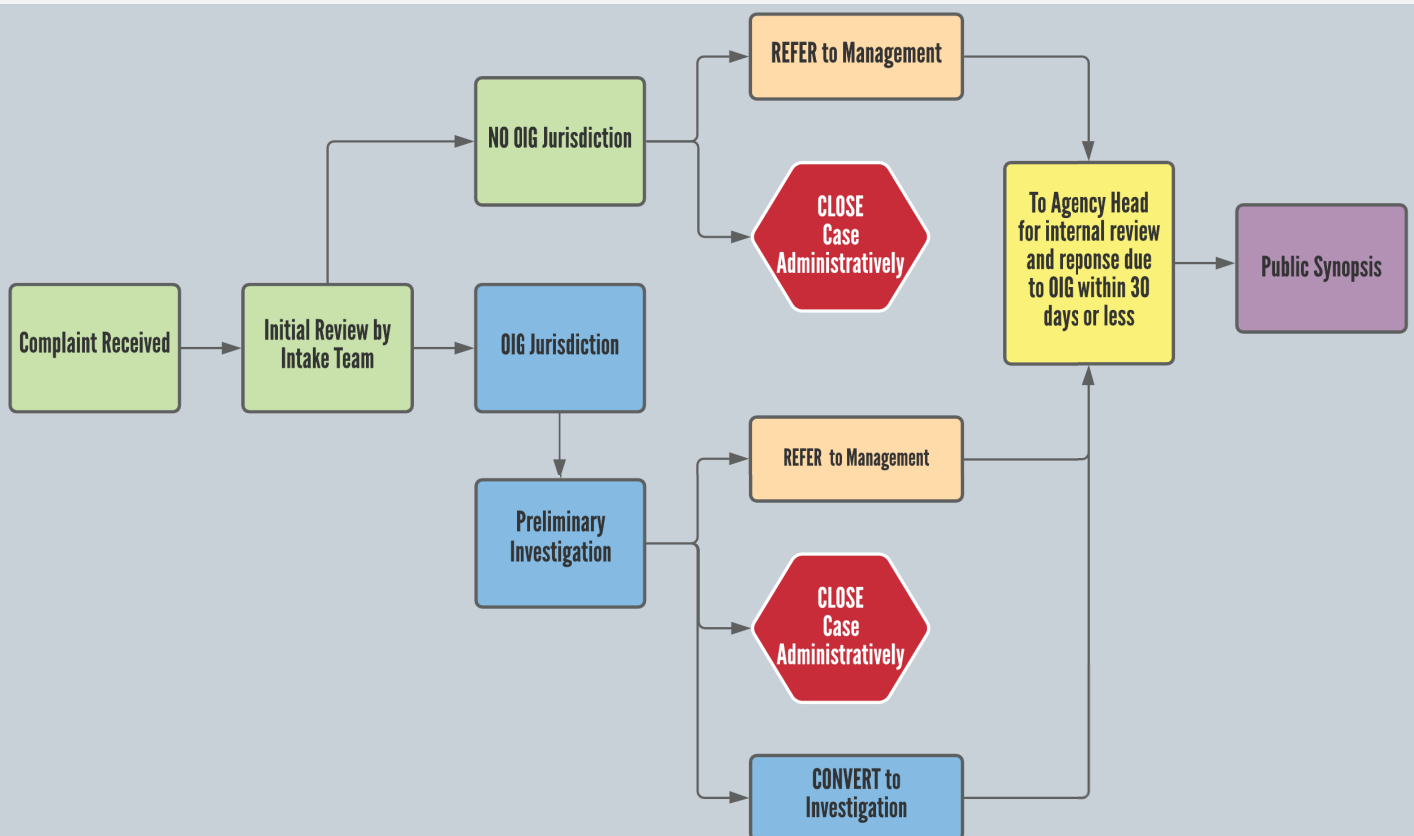 REFER to Management
NO OIG Jurisdiction
CLOSE
Case
Administratively
To Agency Head
for internal review
and reponse due
to OIG within 30
days or less
Public Synopsis
Complaint Received
Initial Review by
Intake Team
OIG Jurisdiction
REFER to Management
Preliminary
Investigation
CLOSE
Case
Administratively
CONVERT to
Investigation